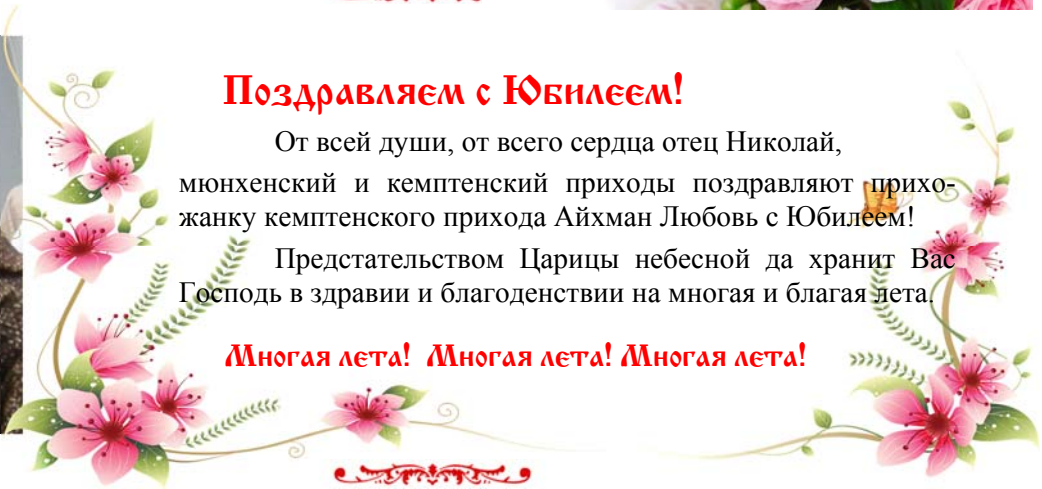 Поздравляем с Юбилеем!
От всей души, от всего сердца отец Николай,
мюнхенский и кемптенский приходы поздравляют прихо-
жанку кемптенского прихода Айхман Любовь с Юбилеем!
Предстательством Царицы небесной да хранит Вас
Господь в здравии и благоденствии на многая и благая лета.
Многая лета! Многая лета! Многая лета!